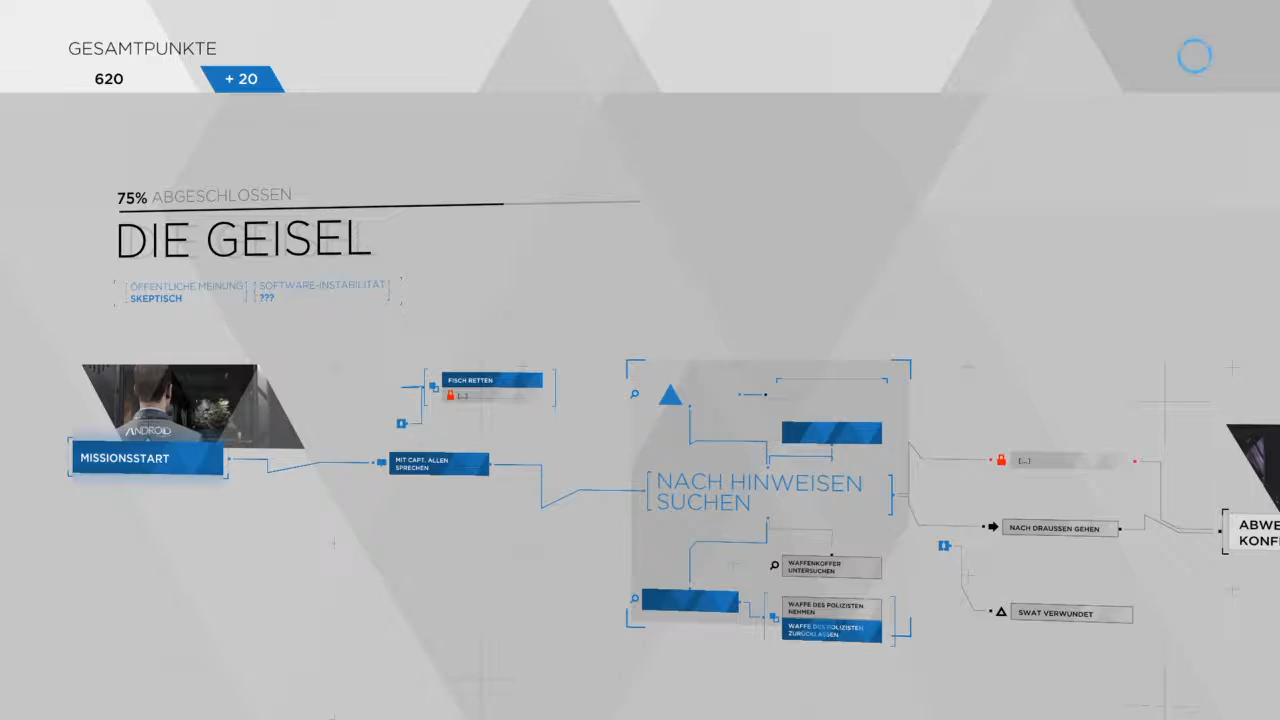 GESAMTPUNKTE
620
+ 20
75% ABGESCHLOSSEN
DIE GEISEL
ÖFFENTLICHE MEINUNG
SKEPTISCH
SOFTWARE-INSTABILITÄT
???
FISCH RETTEN
[...]
ANDROID
MISSIONSSTART
MIT CAPT. ALLEN
SPRECHEN
NACH HINWEISEN
SUCHEN
WAFFENKOFFER
UNTERSUCHEN
WAFFE DES POLIZISTEN
NEHMEN
WAFFE DES POLIZISTEN
ZURÜCKLASSEN
[...]
NACH DRAUSSEN GEHEN
SWAT VERWUNDET
ABWE
KONF